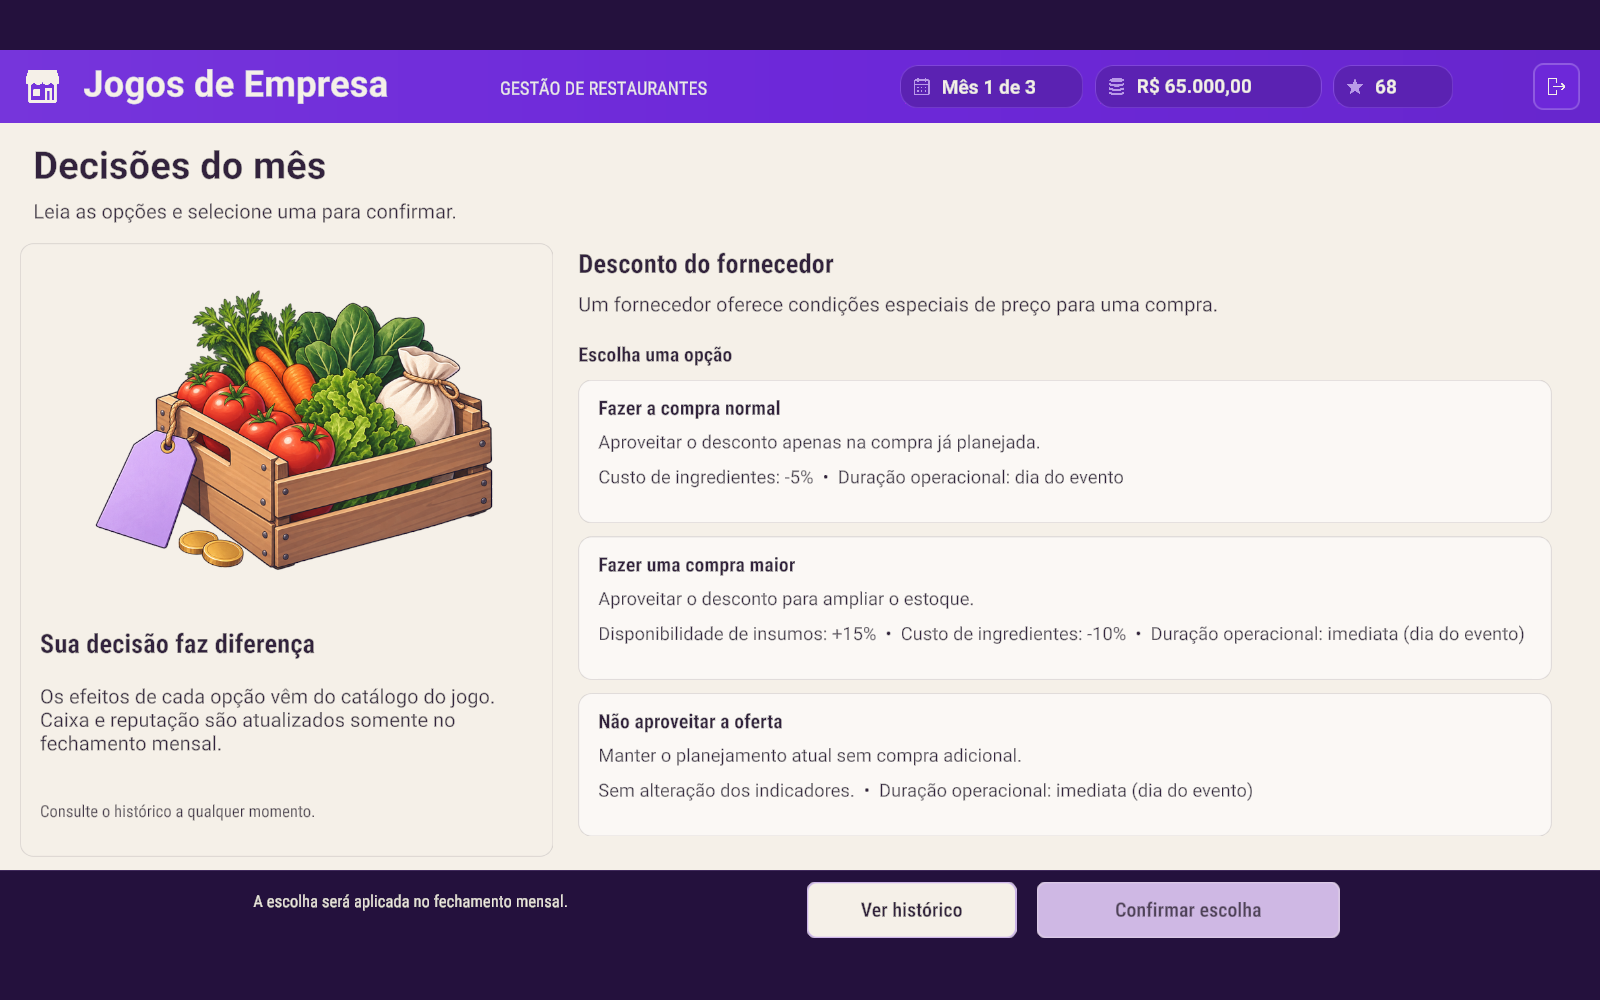 Jogos de Empresa
GESTÃO DE RESTAURANTES
Mês 1 de 3
R$ 65.000,00
68
Decisões do mês
Leia as opções e selecione uma para confirmar.
Sua decisão faz diferença
Os efeitos de cada opção vêm do catálogo do jogo.
Caixa e reputação são atualizados somente no
fechamento mensal.
Consulte o histórico a qualquer momento.
Desconto do fornecedor
Um fornecedor oferece condições especiais de preço para uma compra.
Escolha uma opção
Fazer a compra normal
Aproveitar o desconto apenas na compra já planejada.
Custo de ingredientes: -5% • Duração operacional: dia do evento
Fazer uma compra maior
Aproveitar o desconto para ampliar o estoque.
Disponibilidade de insumos: +15% • Custo de ingredientes: -10% • Duração operacional: imediata (dia do evento)
Não aproveitar a oferta
Manter o planejamento atual sem compra adicional.
Sem alteração dos indicadores. • Duração operacional: imediata (dia do evento)
A escolha será aplicada no fechamento mensal.
Ver histórico
Confirmar escolha